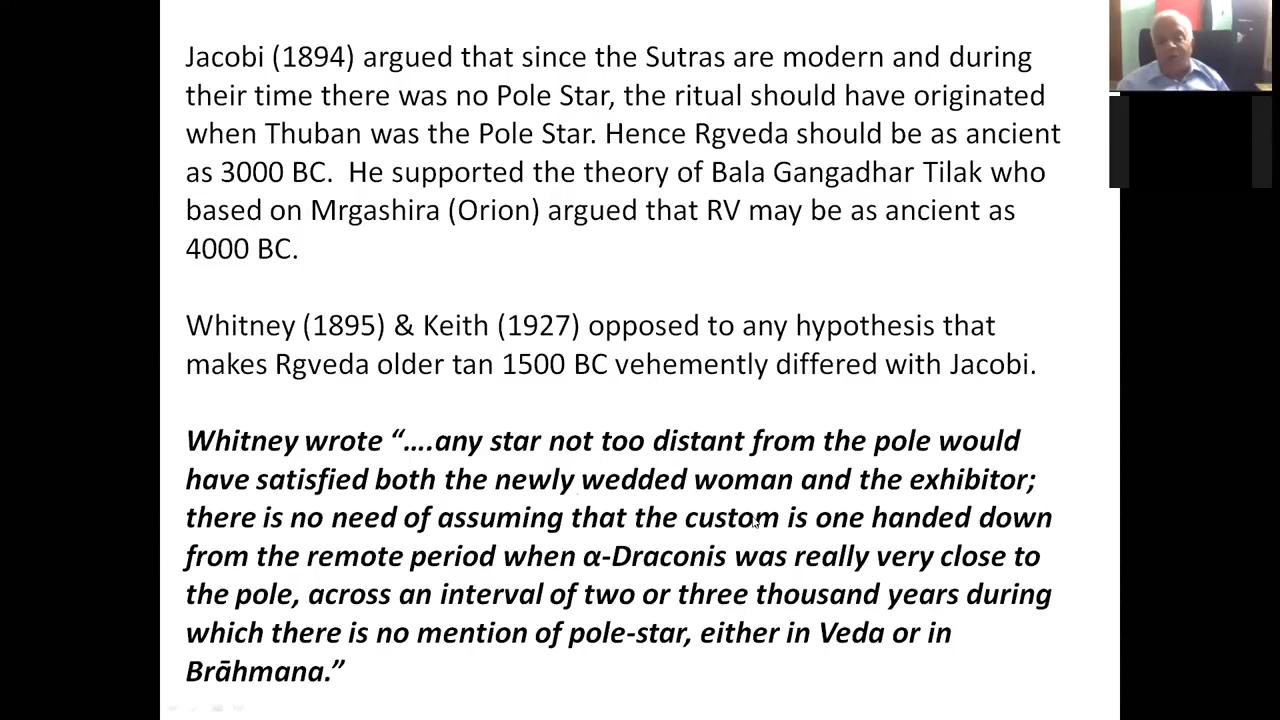 Jacobi (1894) argued that since the Sutras are modern and during
their time there was no Pole Star, the ritual should have originated
when Thuban was the Pole Star. Hence Rgveda should be as ancient
as 3000 BC.  He supported the theory of Bala Gangadhar Tilak who
based on Mrgashira (Orion) argued that RV may be as ancient as
4000 BC.
Whitney (1895) & Keith (1927) opposed to any hypothesis that
makes Rgveda older tan 1500 BC vehemently differed with Jacobi.
Whitney wrote “….any star not too distant from the pole would
have satisfied both the newly wedded woman and the exhibitor;
there is no need of assuming that the custom is one handed down
from the remote period when α-Draconis was really very close to
the pole, across an interval of two or three thousand years during
which there is no mention of pole-star, either in Veda or in
Brāhmana.”